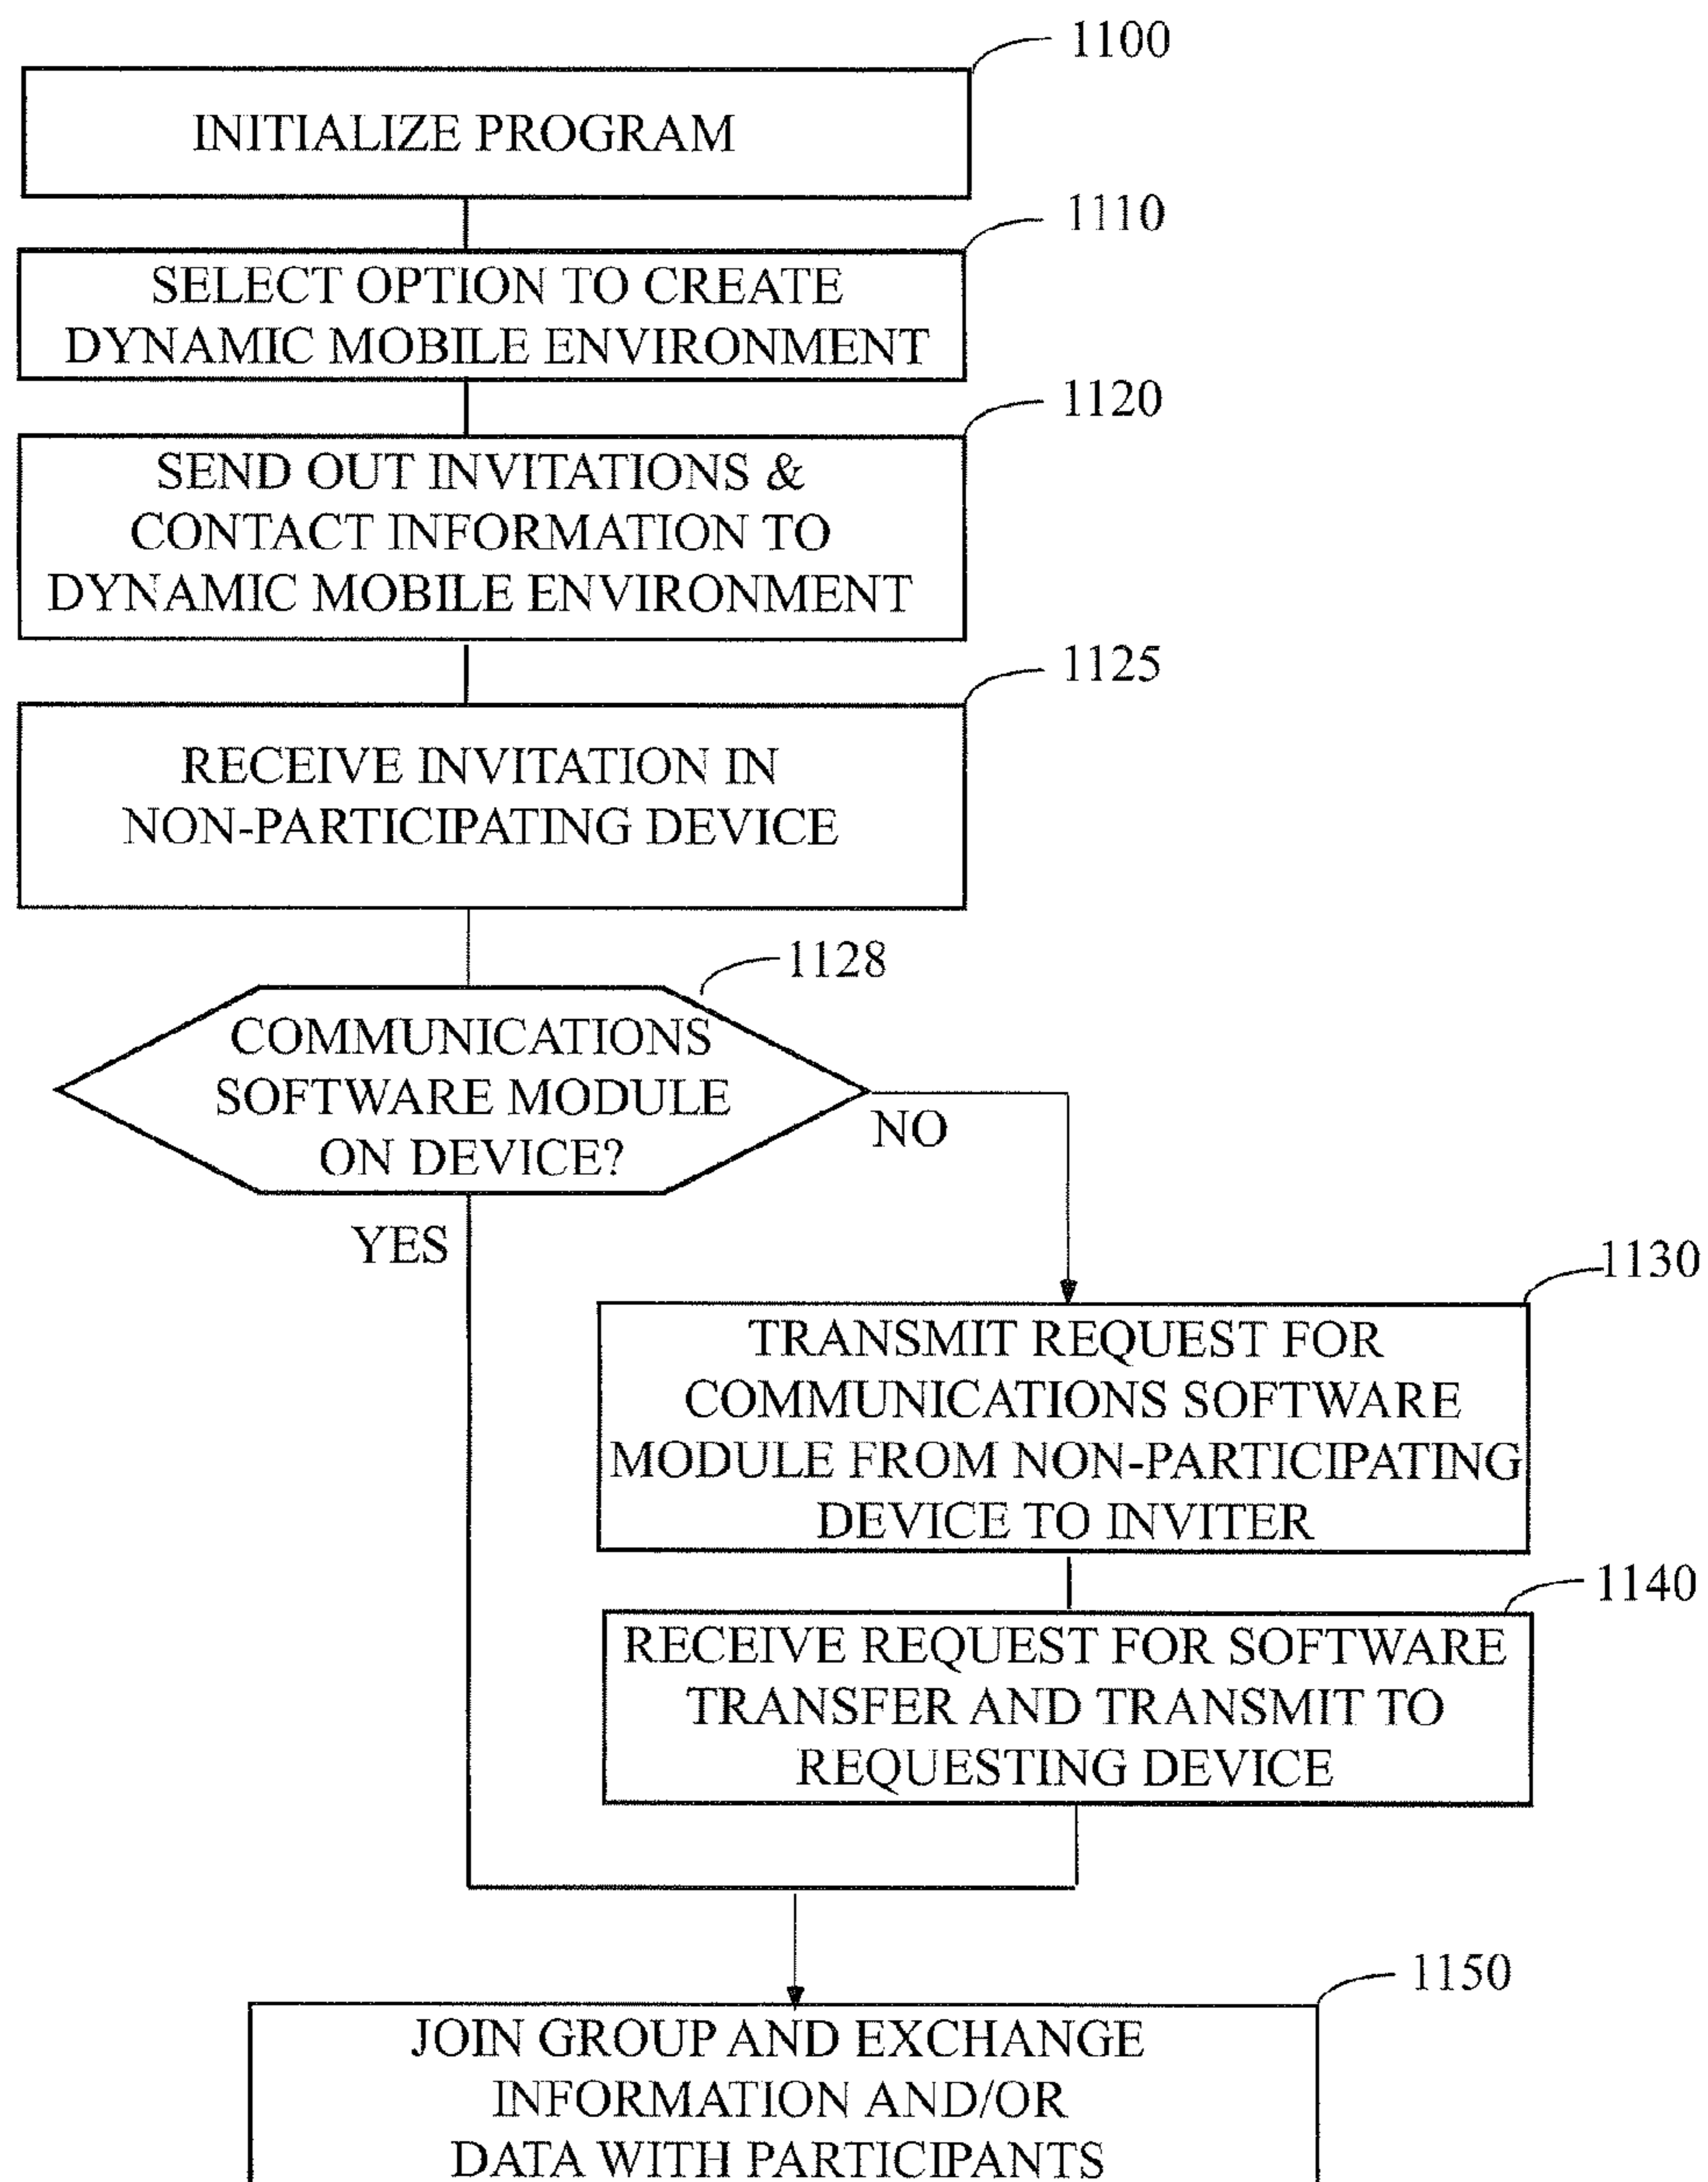 1100
INITIALIZE PROGRAM
1110
SELECT OPTION TO CREATE
DYNAMIC MOBILE ENVIRONMENT
1120
SEND OUT INVITATIONS &
CONTACT INFORMATION TO
DYNAMIC MOBILE ENVIRONMENT
1125
RECEIVE INVITATION IN
NON-PARTICIPATING DEVICE
1128
COMMUNICATIONS
SOFTWARE MODULE
ON DEVICE?
NO
YES
1130
TRANSMIT REQUEST FOR
COMMUNICATIONS SOFTWARE
MODULE FROM NON-PARTICIPATING
DEVICE TO INVITER
1140
RECEIVE REQUEST FOR SOFTWARE
TRANSFER AND TRANSMIT TO
REQUESTING DEVICE
1150
JOIN GROUP AND EXCHANGE
INFORMATION AND/OR
DATA WITH PARTICIPANTS